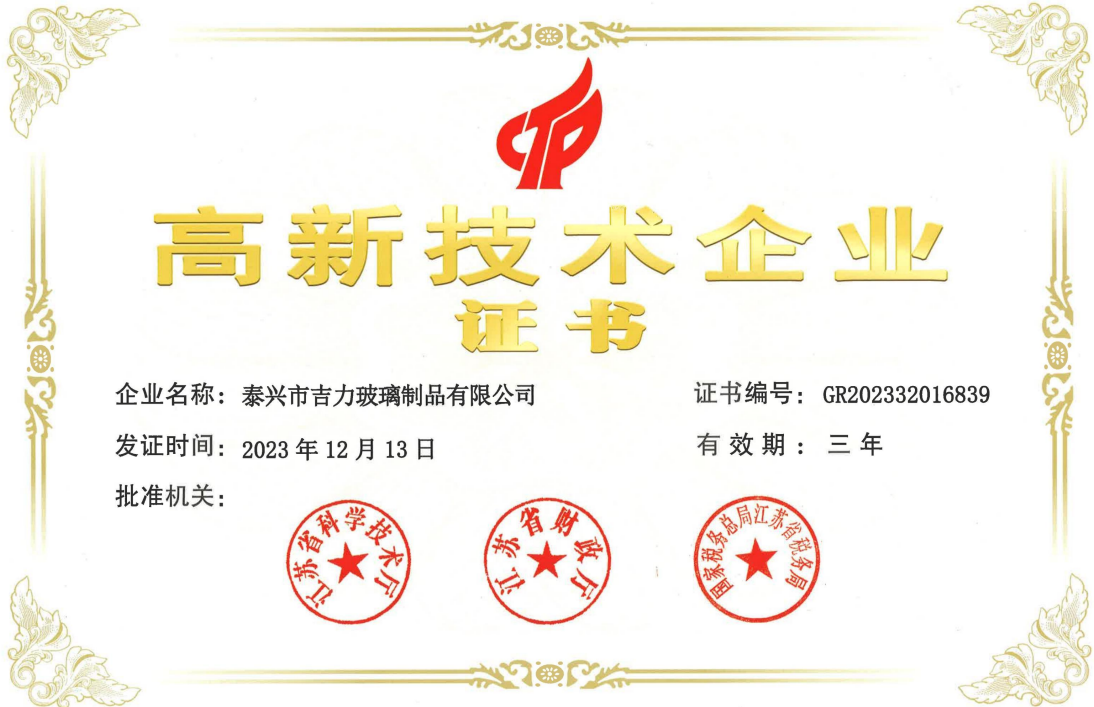 高新技术企业
证书
企业名称：泰兴市吉力玻璃制品有限公司
证书编号：GR202332016839
发证时间：2023年12月13日
有效期：三年
批准机关：
江苏省科学技术厅
江苏省财政厅
国家税务总局江苏省税务局